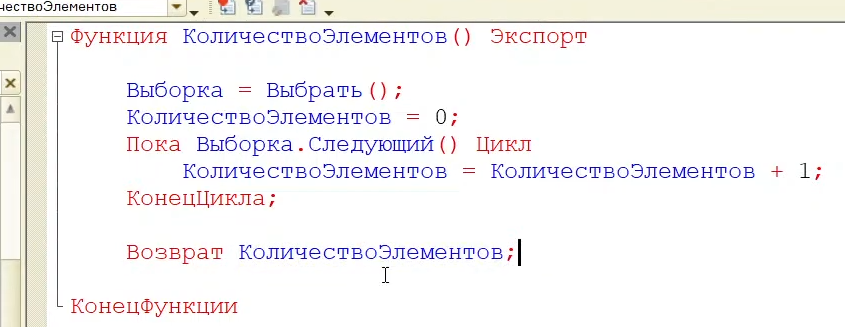 чествоЭлементов
Функция КоличествоЭлементов() Экспорт
Выборка = Выбрать();
КоличествоЭлементов = 0;
Пока Выборка.Следующий() Цикл
КоличествоЭлементов = КоличествоЭлементов + 1;
КонецЦикла;
Возврат КоличествоЭлементов;
КонецФункции